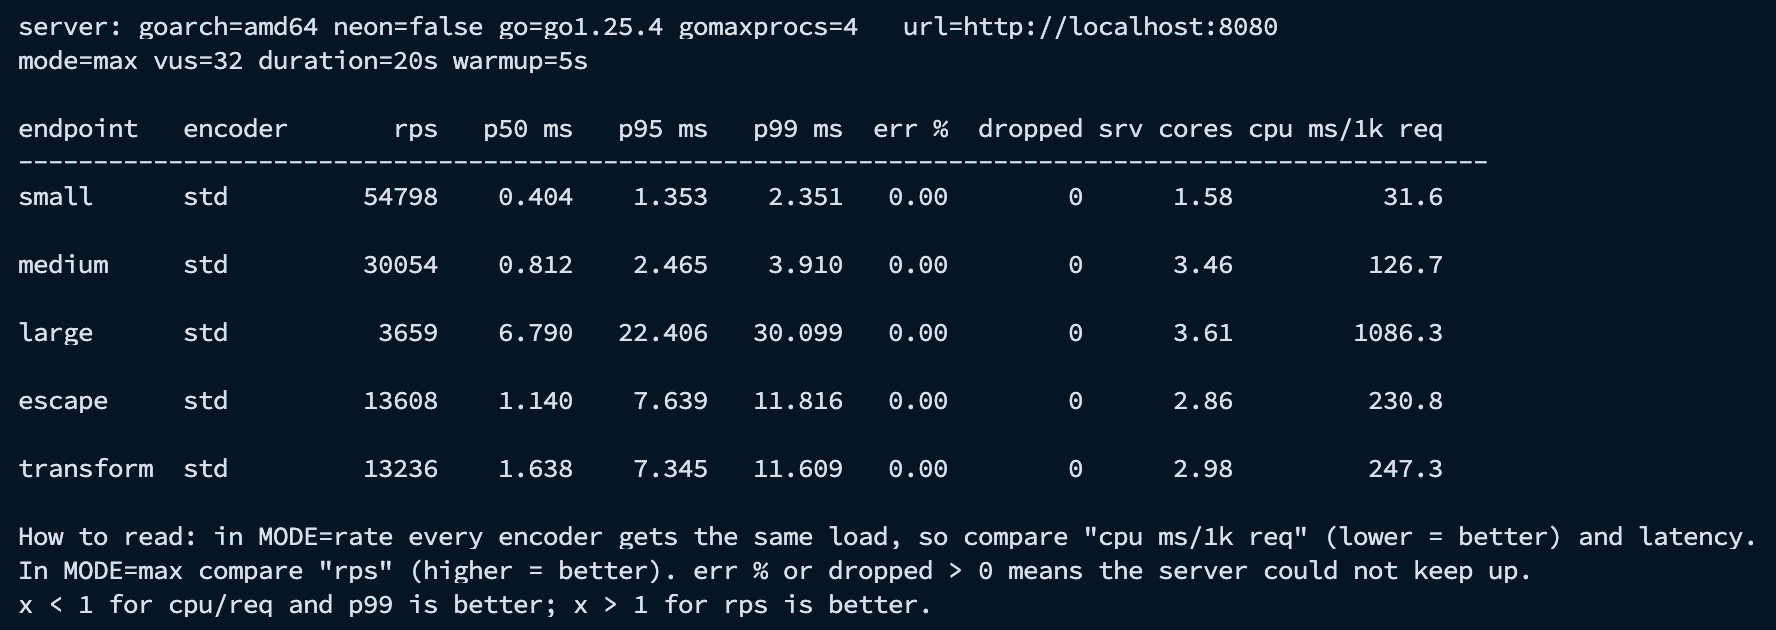 server: goarch=amd64 neon=false go=go1.25.4 gomaxprocs=4   url=http://localhost:8080
mode=max vus=32 duration=20s warmup=5s
endpoint   encoder       rps   p50 ms   p95 ms   p99 ms  err %  dropped srv cores cpu ms/1k req
--------------------------------------------------------------------------------------------------
small      std         54798    0.404    1.353    2.351   0.00        0      1.58          31.6
medium     std         30054    0.812    2.465    3.910   0.00        0      3.46         126.7
large      std          3659    6.790   22.406   30.099   0.00        0      3.61        1086.3
escape     std         13608    1.140    7.639   11.816   0.00        0      2.86         230.8
transform  std         13236    1.638    7.345   11.609   0.00        0      2.98         247.3
How to read: in MODE=rate every encoder gets the same load, so compare "cpu ms/1k req" (lower = better) and latency.
In MODE=max compare "rps" (higher = better). err % or dropped > 0 means the server could not keep up.
x < 1 for cpu/req and p99 is better; x > 1 for rps is better.